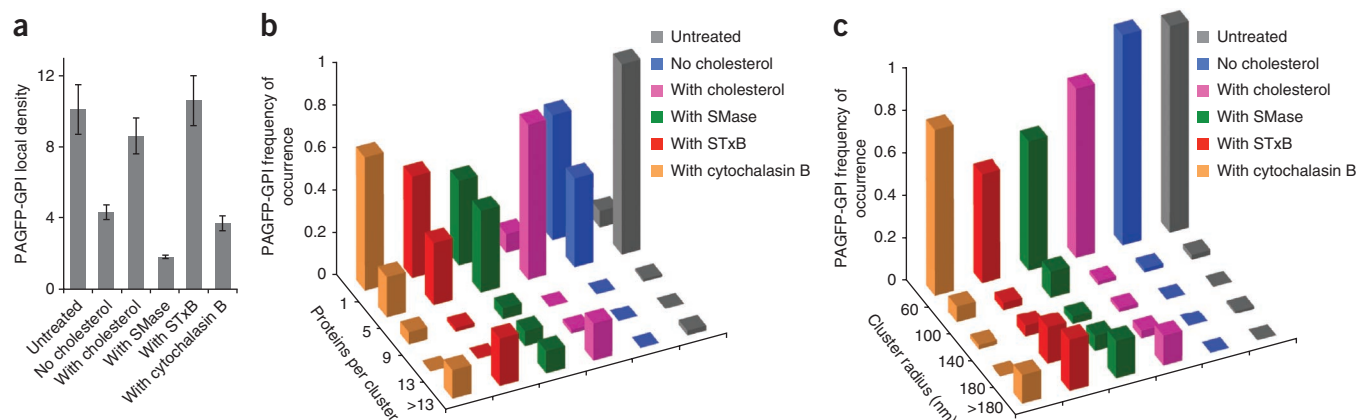 a
PAGFP-GPI local density
12
8
4
0
Untreated
No cholesterol
With cholesterol
With SMase
With STxB
With cytochalasin B
b
PAGFP-GPI frequency of
occurrence
1
0.8
0.6
0.4
0.2
0
1
5
9
13
>13
Proteins per cluster
Untreated
No cholesterol
With cholesterol
With SMase
With STxB
With cytochalasin B
c
PAGFP-GPI frequency of
occurrence
1
0.8
0.6
0.4
0.2
0
60
100
140
180
>180
Cluster radius (nm)
Untreated
No cholesterol
With cholesterol
With SMase
With STxB
With cytochalasin B